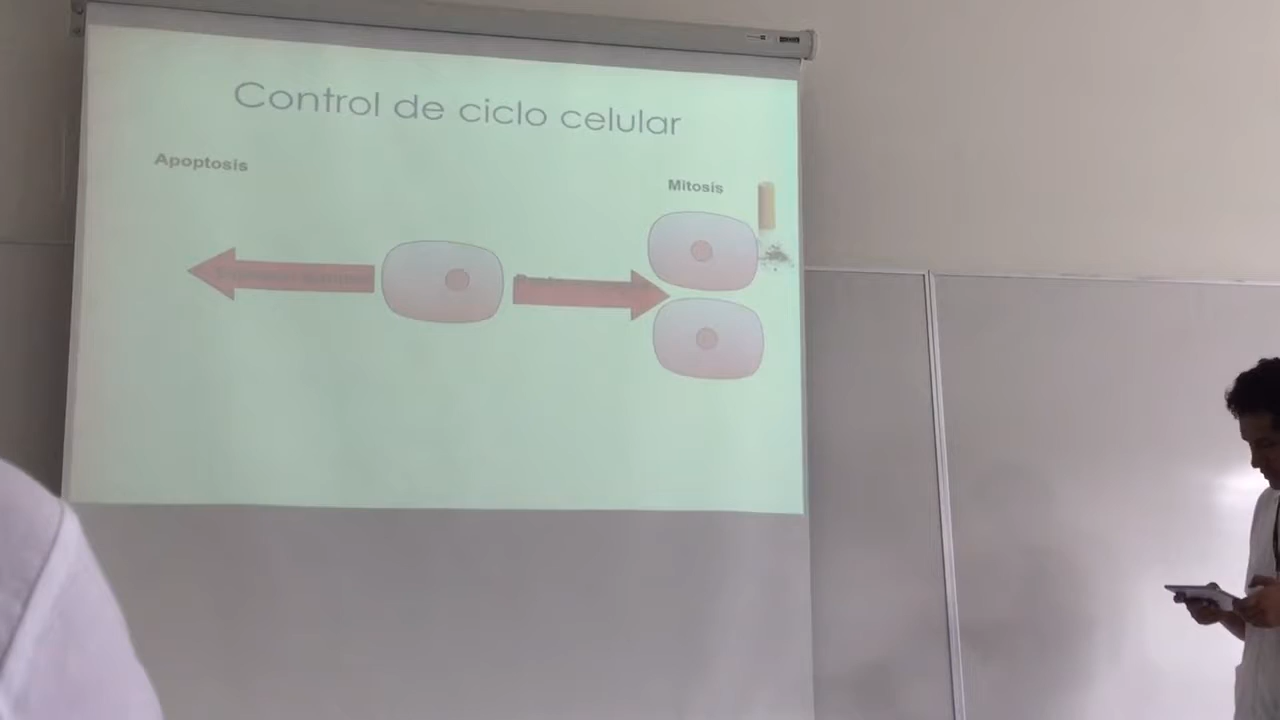 Control de ciclo celular
Apoptosis
Mitosis